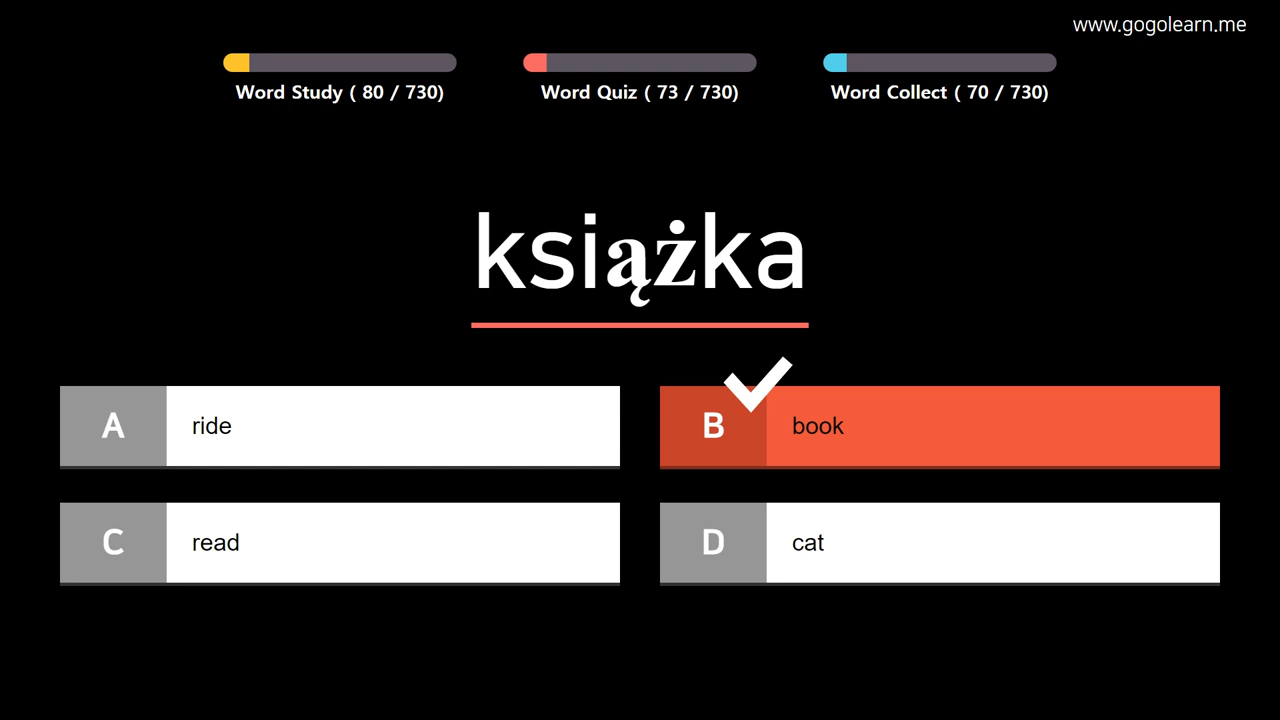 www.gogolearn.me
Word Study ( 80 / 730)
Word Quiz ( 73 / 730)
Word Collect ( 70 / 730)
książka
A ride
B book
C read
D cat